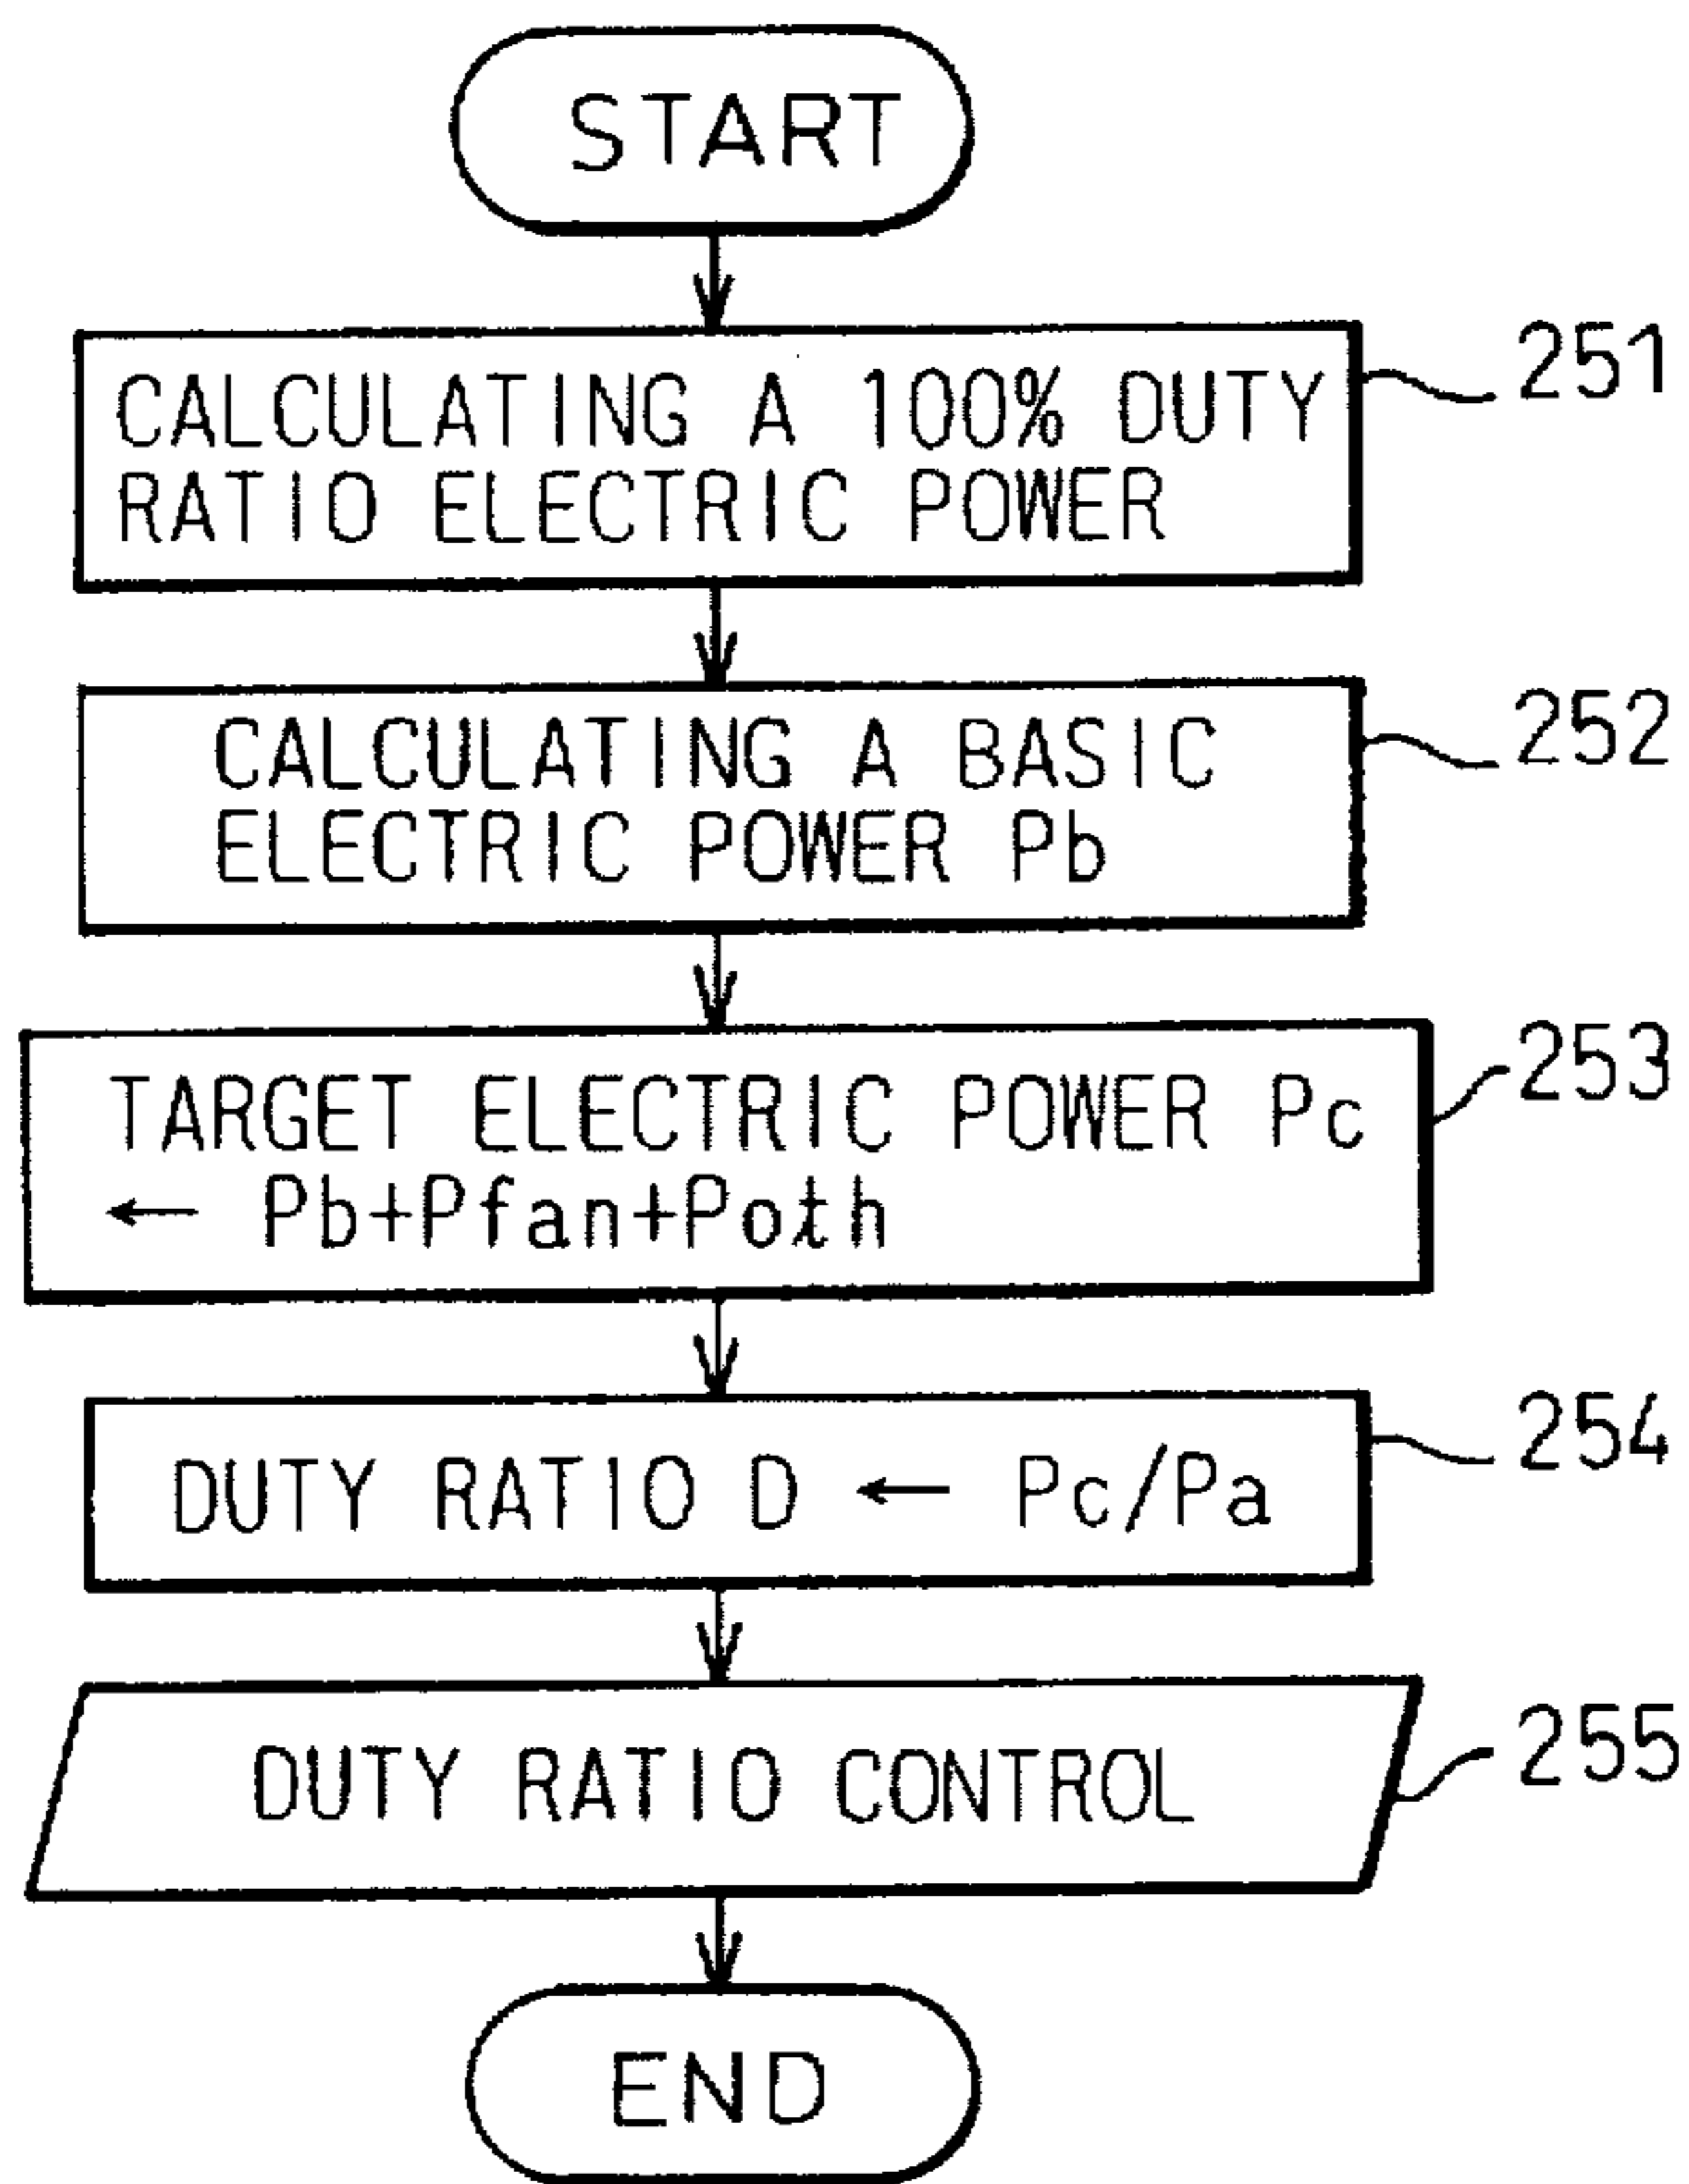 START
CALCULATING A 100% DUTY
RATIO ELECTRIC POWER
251
CALCULATING A BASIC
ELECTRIC POWER Pb
252
TARGET ELECTRIC POWER Pc
← Pb+Pfan+Poth
253
DUTY RATIO D ← Pc/Pa
254
DUTY RATIO CONTROL
255
END